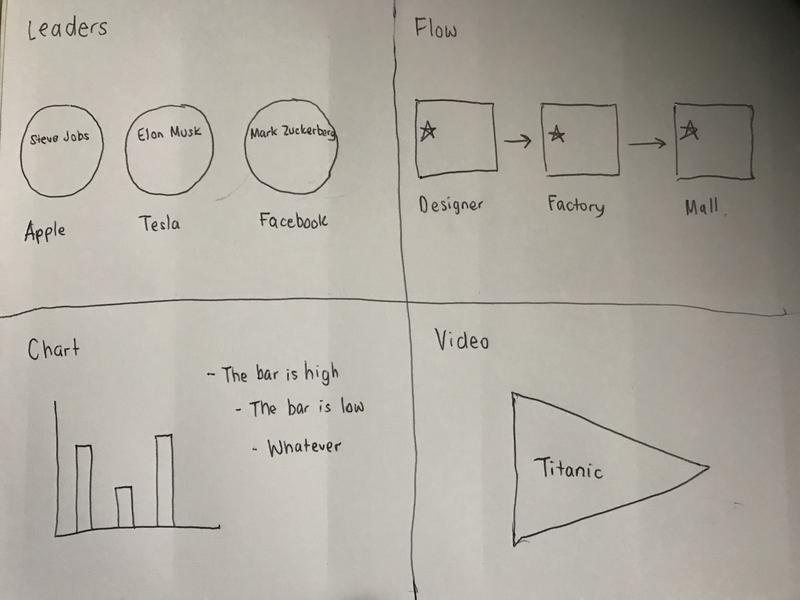 Leaders
Steve Jobs
Elon Musk
Mark Zuckerberg
Apple
Tesla
Facebook
Flow
Designer
Factory
Mall
Chart
- The bar is high
- The bar is low
- Whatever
Video
Titanic